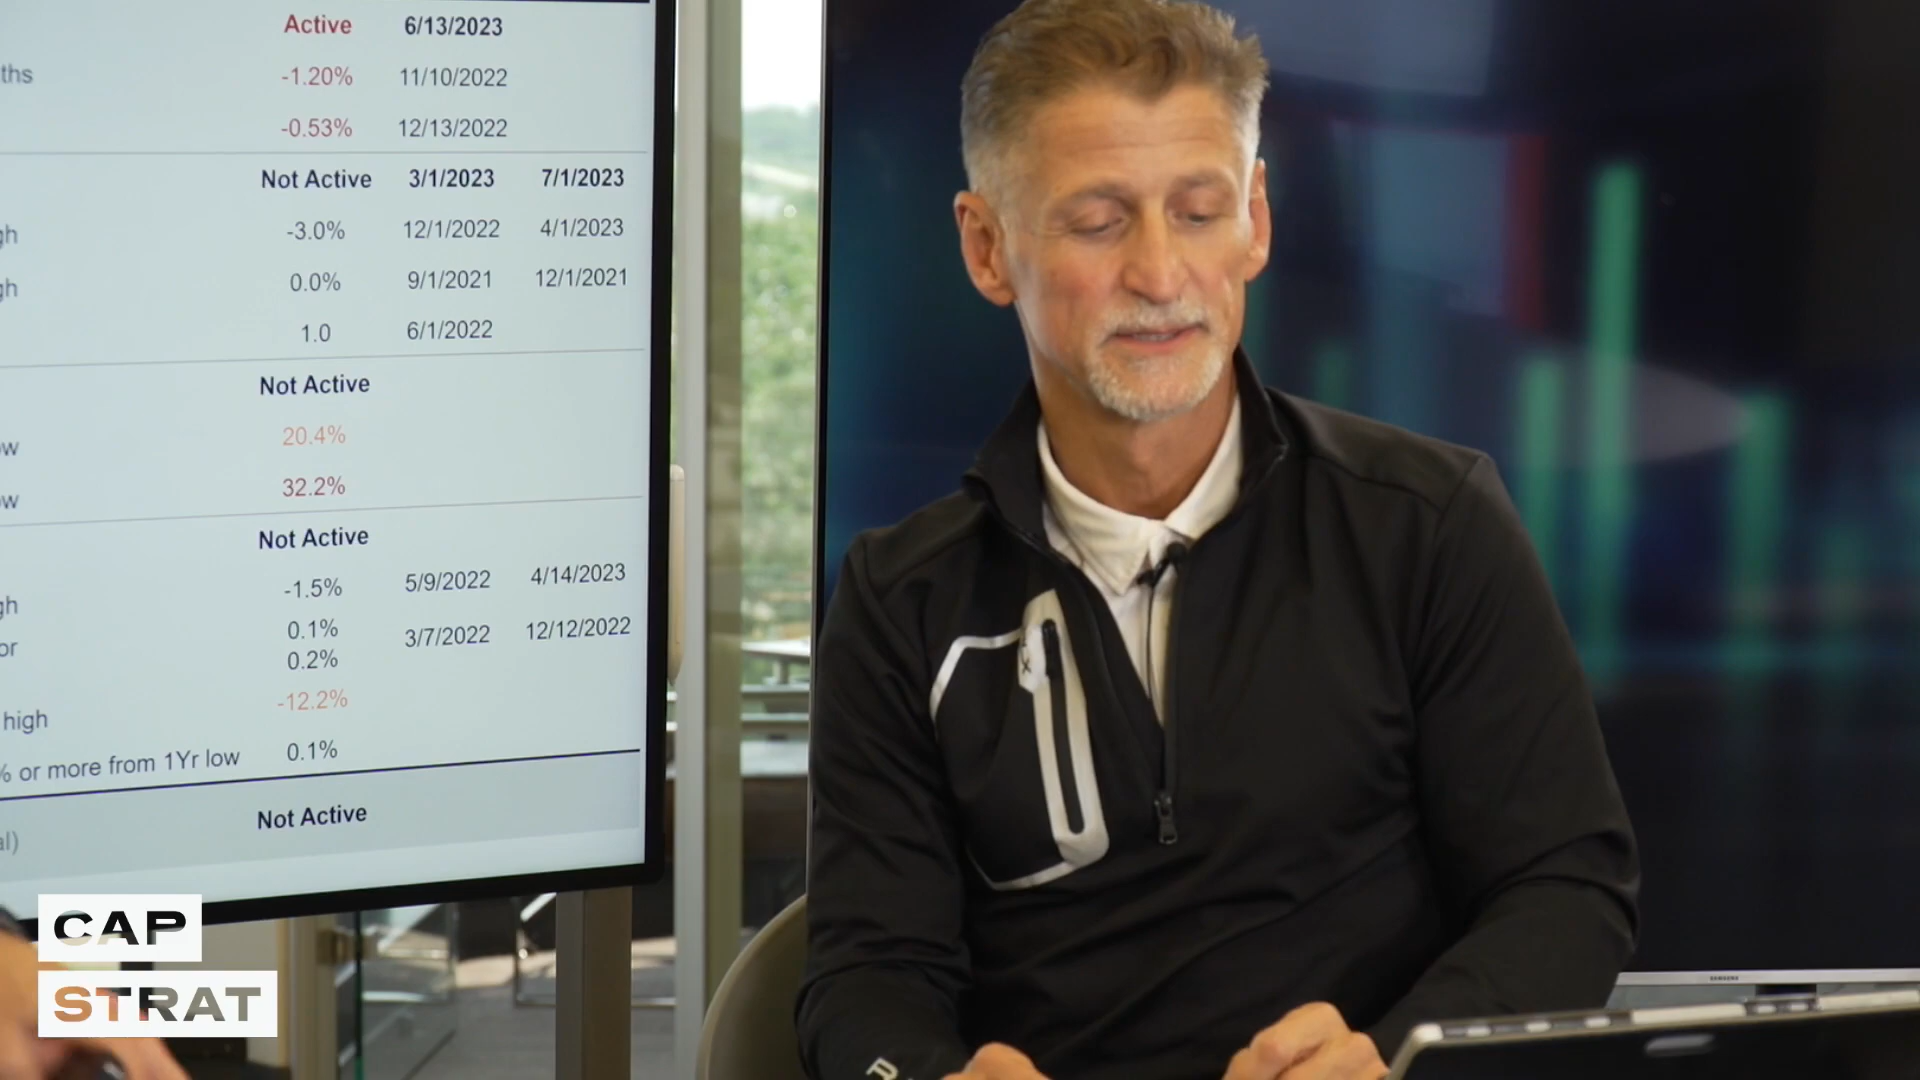 Active 6/13/2023
ths -1.20% 11/10/2022
-0.53% 12/13/2022
Not Active 3/1/2023 7/1/2023
gh -3.0% 12/1/2022 4/1/2023
gh 0.0% 9/1/2021 12/1/2021
1.0 6/1/2022
Not Active
ow 20.4%
ow 32.2%
Not Active
gh -1.5% 5/9/2022 4/14/2023
or 0.1% 3/7/2022 12/12/2022
0.2%
high -12.2%
% or more from 1Yr low 0.1%
al) Not Active
CAP
STRAT
SAMSUNG